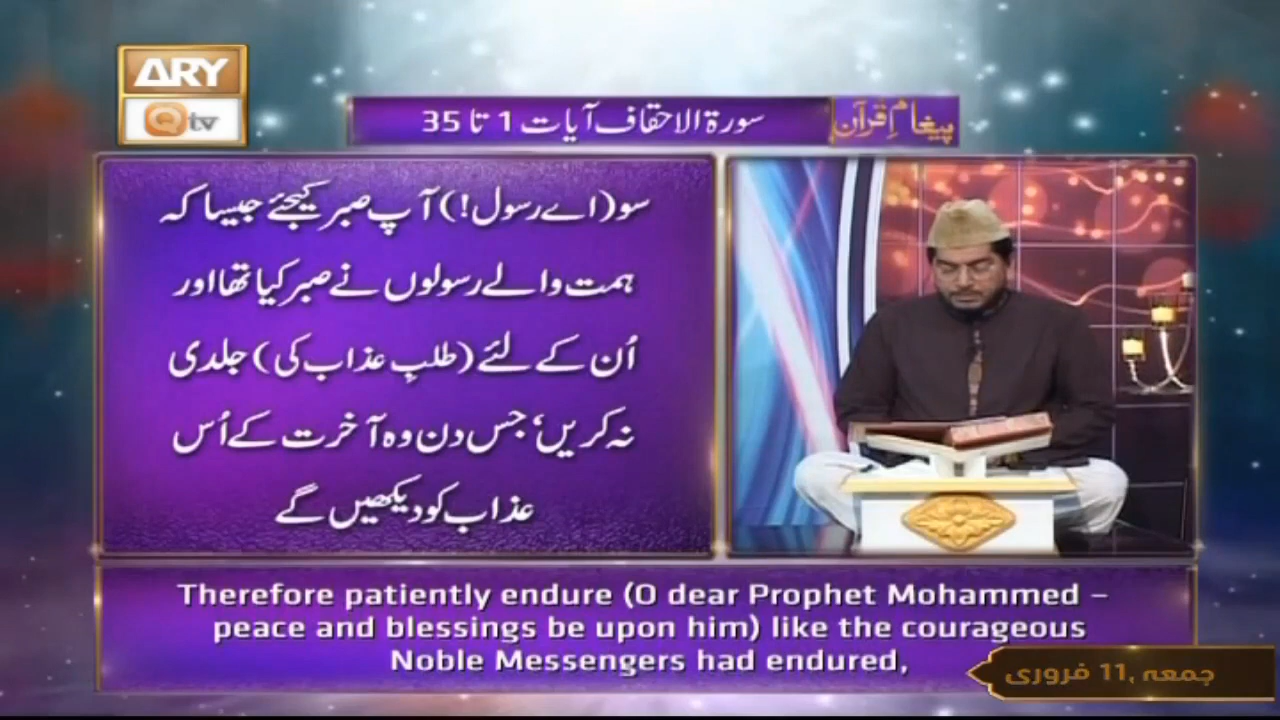 ARY
Qtv
پیغامِ قرآن
سورۃ الاحقاف آیات 1 تا 35
سو(اے رسول!)آپ صبر کیجئے جیسا کہ
ہمت والے رسولوں نے صبر کیا تھا اور
اُن کے لئے (طلبِ عذاب کی) جلدی
نہ کریں‘ جس دن وہ آخرت کے اُس
عذاب کو دیکھیں گے
Therefore patiently endure (O dear Prophet Mohammed –
peace and blessings be upon him) like the courageous
Noble Messengers had endured,
جمعہ ,11 فروری